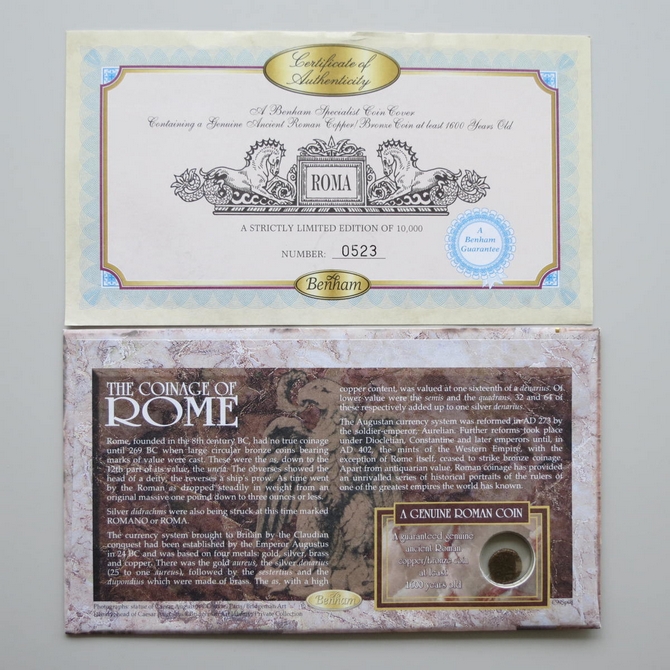 Certificate of
Authenticity
A Benham Specialist Coin Cover
Containing a Genuine Ancient Roman Copper/Bronze Coin at least 1600 Years Old
ROMA
A STRICTLY LIMITED EDITION OF 10,000
NUMBER: 0523
A
Benham
Guarantee
Benham
THE COINAGE OF
ROME
Rome, founded in the 8th century BC, had no true coinage
until 269 BC when large circular bronze coins bearing
marks of value was cast. These were the as, down to the
12th part of its value, the uncia. The obverses showed the
head of a deity, the reverses a ship's prow. As time went
by the Roman as dropped steadily in weight from an
original massive one pound down to three ounces or less.
Silver didrachms were also being struck at this time marked
ROMANO or ROMA.
The currency system brought to Britain by the Claudian
conquest had been established by the Emperor Augustus
in 24 BC and was based on four metals gold, silver, brass
and copper. There was the gold aureus, the silver denarius
(25 to one aureus), followed by the sestertius and the
dupondius which were made of brass. The as, with a high
copper content, was valued at one sixteenth of a denarius. Of
lower value were the semis and the quadrans, 32 and 64 of
these respectively added up to one silver denarius.
The Augustan currency system was reformed in AD 273 by
the soldier-emperor, Aurelian. Further reforms took place
under Diocletian, Constantine and later emperors until, in
AD 402, the mints of the Western Empire, with the
exception of Rome itself, ceased to strike bronze coinage.
Apart from antiquarian value, Roman coinage has provided
an unrivalled series of historical portraits of the rulers of
one of the greatest empires the world has known.
A GENUINE ROMAN COIN
A guaranteed genuine
ancient Roman
copper/bronze coin
at least
1600 years old
Benham
Photographs: statue of Caesar Augustus, Bridgeman Art
head of Caesar Private Collection